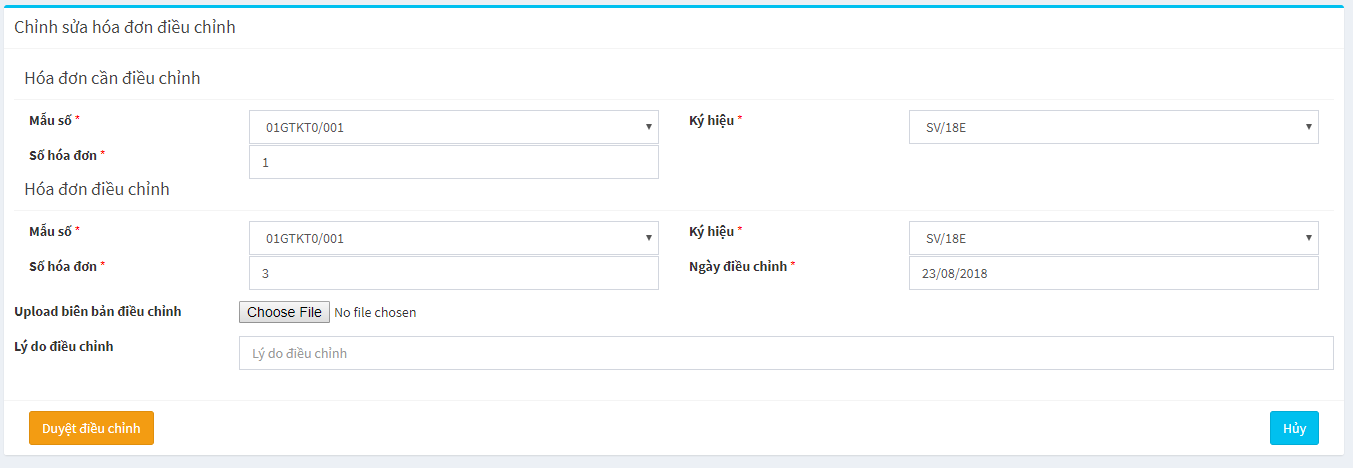 Chỉnh sửa hóa đơn điều chỉnh
Hóa đơn cần điều chỉnh
Mẫu số * 01GTKT0/001 Ký hiệu * SV/18E
Số hóa đơn * 1
Hóa đơn điều chỉnh
Mẫu số * 01GTKT0/001 Ký hiệu * SV/18E
Số hóa đơn * 3 Ngày điều chỉnh * 23/08/2018
Upload biên bản điều chỉnh Choose File No file chosen
Lý do điều chỉnh Lý do điều chỉnh
Duyệt điều chỉnh Hủy